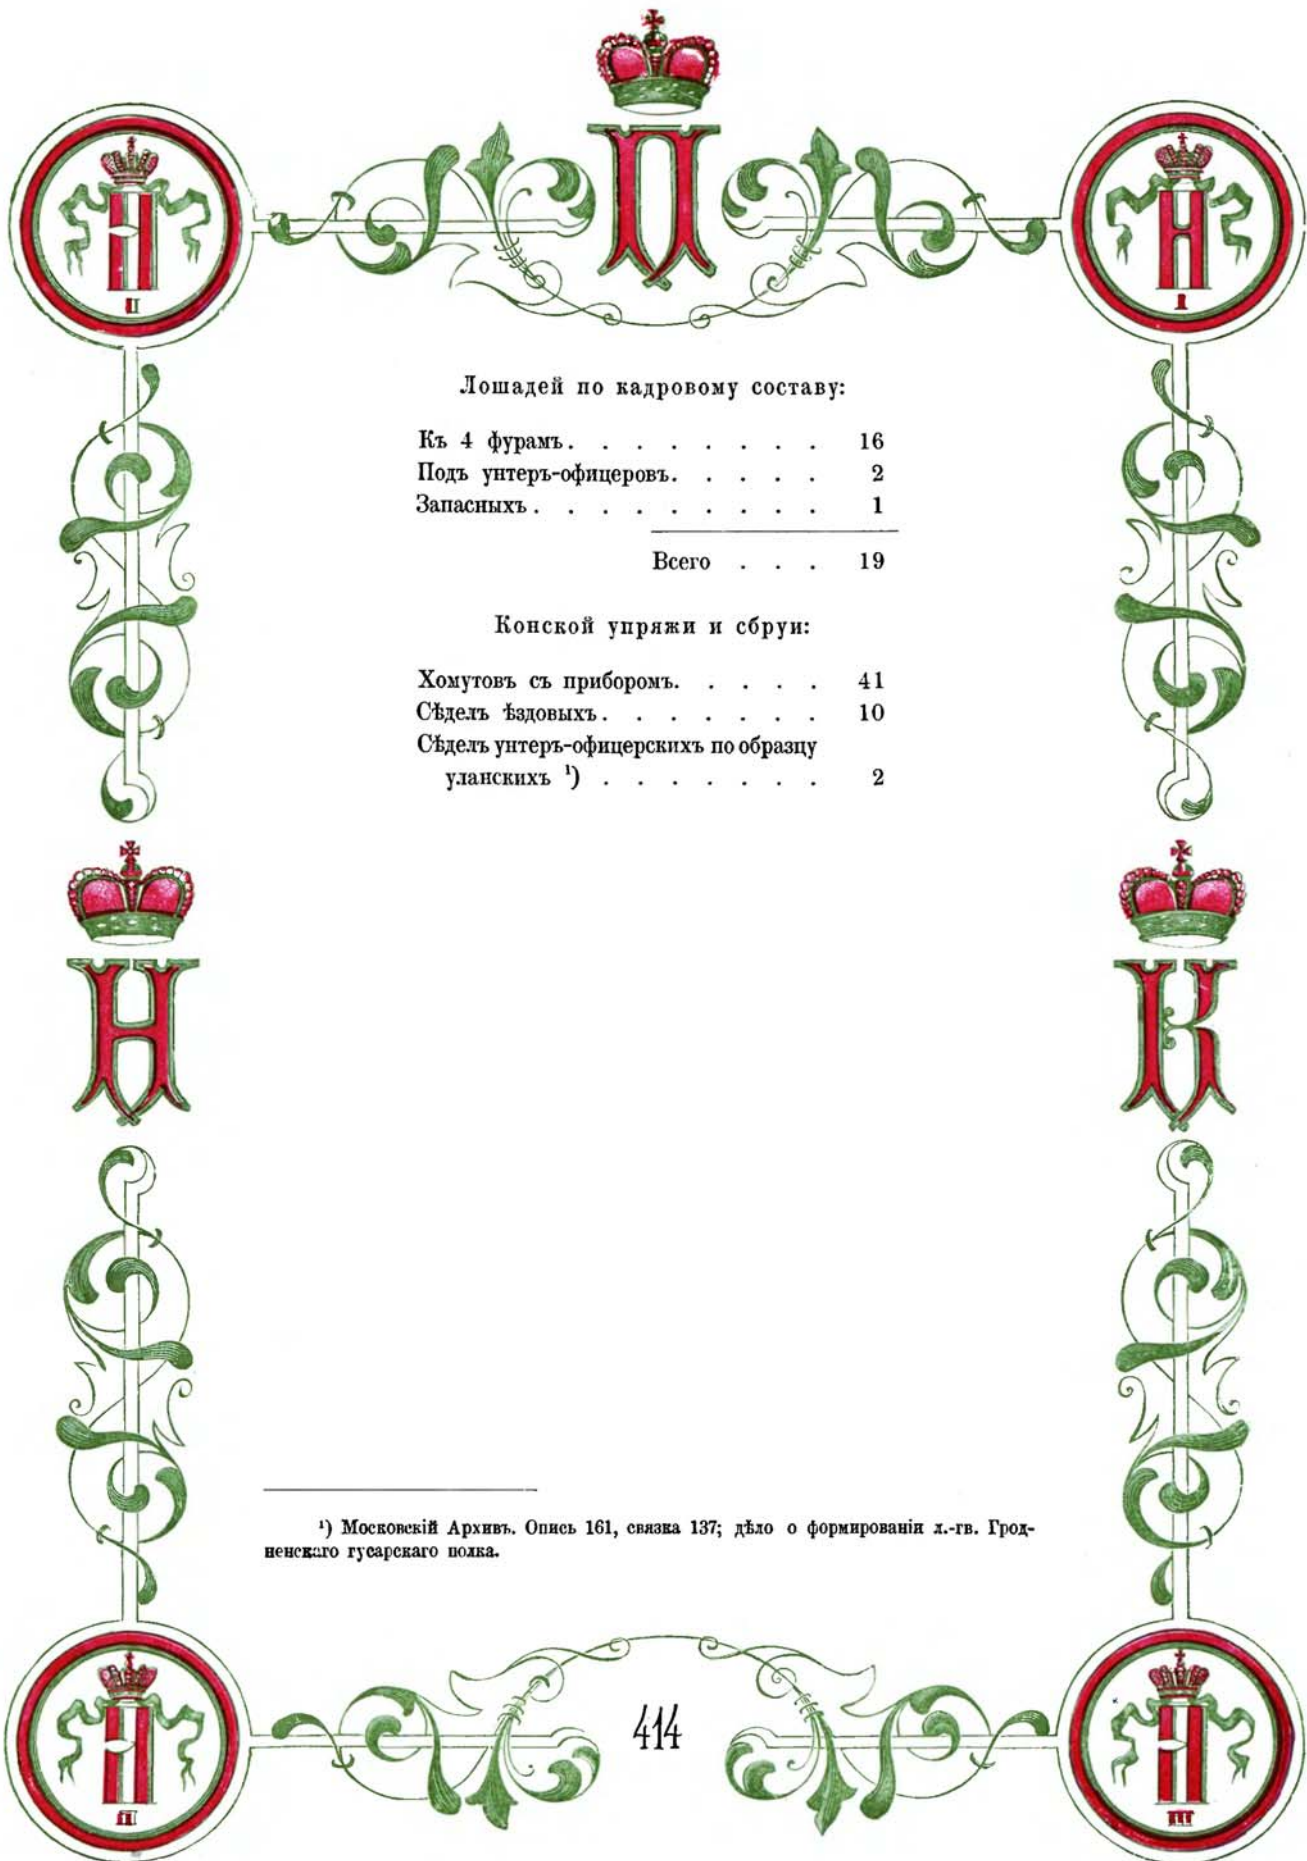 П
II
I
Лошадей по кадровому составу:
Къ 4 фурамъ. . . . . . . . 16
Подъ унтеръ-офицеровъ. . . . . 2
Запасныхъ . . . . . . . . . 1
Всего . . . 19
Конской упряжи и сбруи:
Хомутовъ съ приборомъ. . . . . 41
Сѣделъ ѣздовыхъ. . . . . . . 10
Сѣделъ унтеръ-офицерскихъ по образцу
уланскихъ ¹) . . . . . . . 2
Н
К
¹) Московскій Архивъ. Опись 161, связка 137; дѣло о формированіи л.-гв. Грод-
ненскаго гусарскаго полка.
414
III